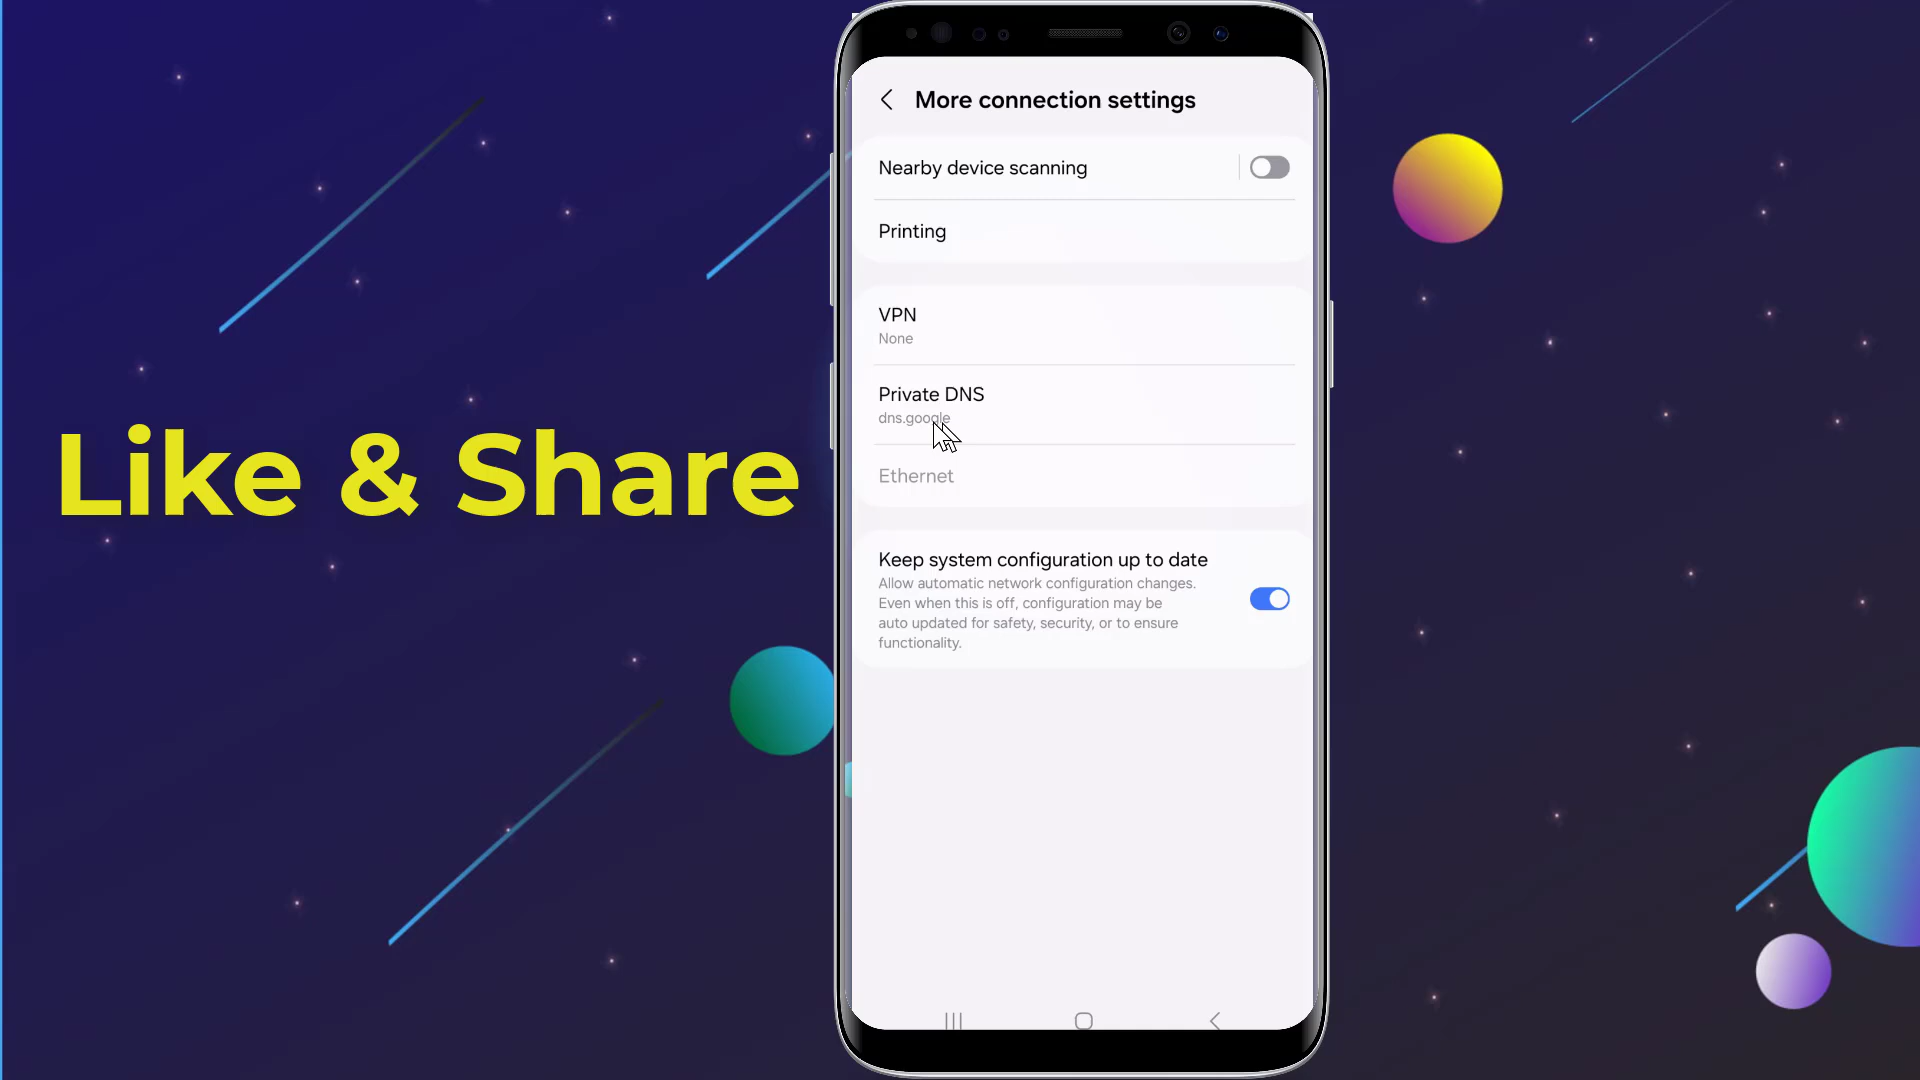 More connection settings
Nearby device scanning
Printing
VPN
None
Private DNS
dns.google
Ethernet
Like & Share
Keep system configuration up to date
Allow automatic network configuration changes.
Even when this is off, configuration may be
auto updated for safety, security, or to ensure
functionality.